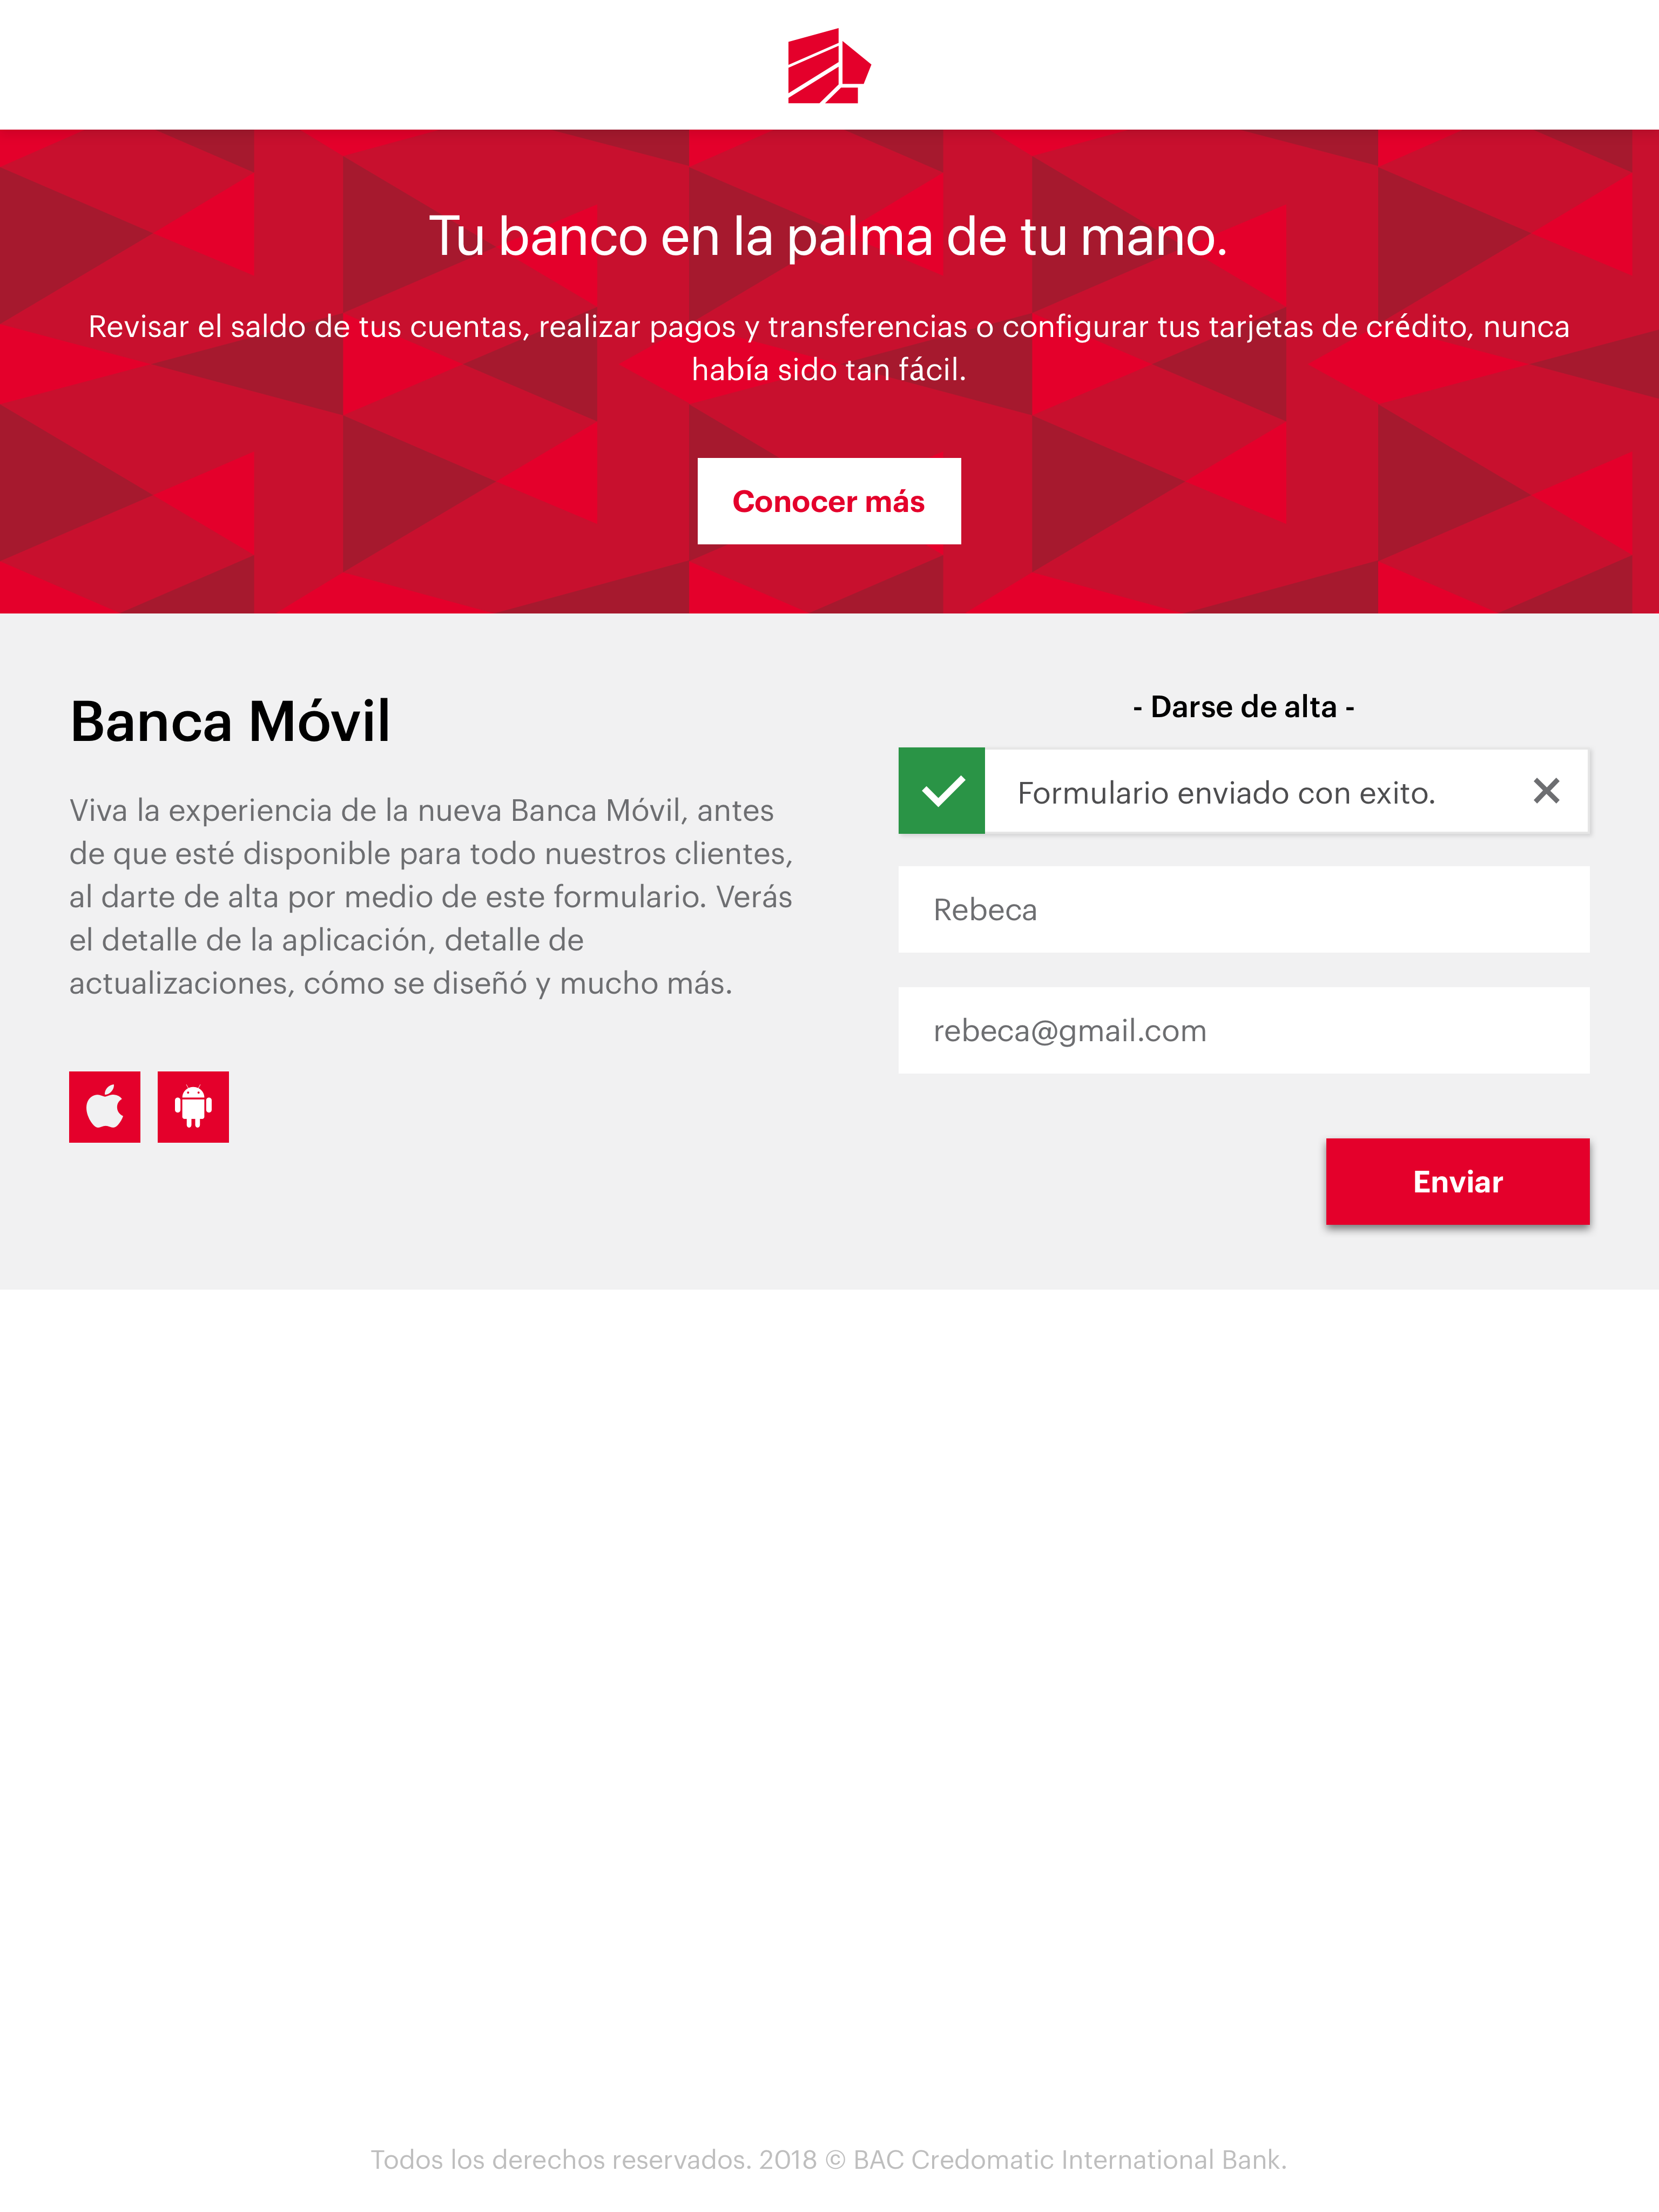 Tu banco en la palma de tu mano.
Revisar el saldo de tus cuentas, realizar pagos y transferencias o configurar tus tarjetas de crédito, nunca
había sido tan fácil.
Conocer más
Banca Móvil
Viva la experiencia de la nueva Banca Móvil, antes
de que esté disponible para todo nuestros clientes,
al darte de alta por medio de este formulario. Verás
el detalle de la aplicación, detalle de
actualizaciones, cómo se diseñó y mucho más.
- Darse de alta -
Formulario enviado con exito.
Rebeca
rebeca@gmail.com
Enviar
Todos los derechos reservados. 2018 © BAC Credomatic International Bank.